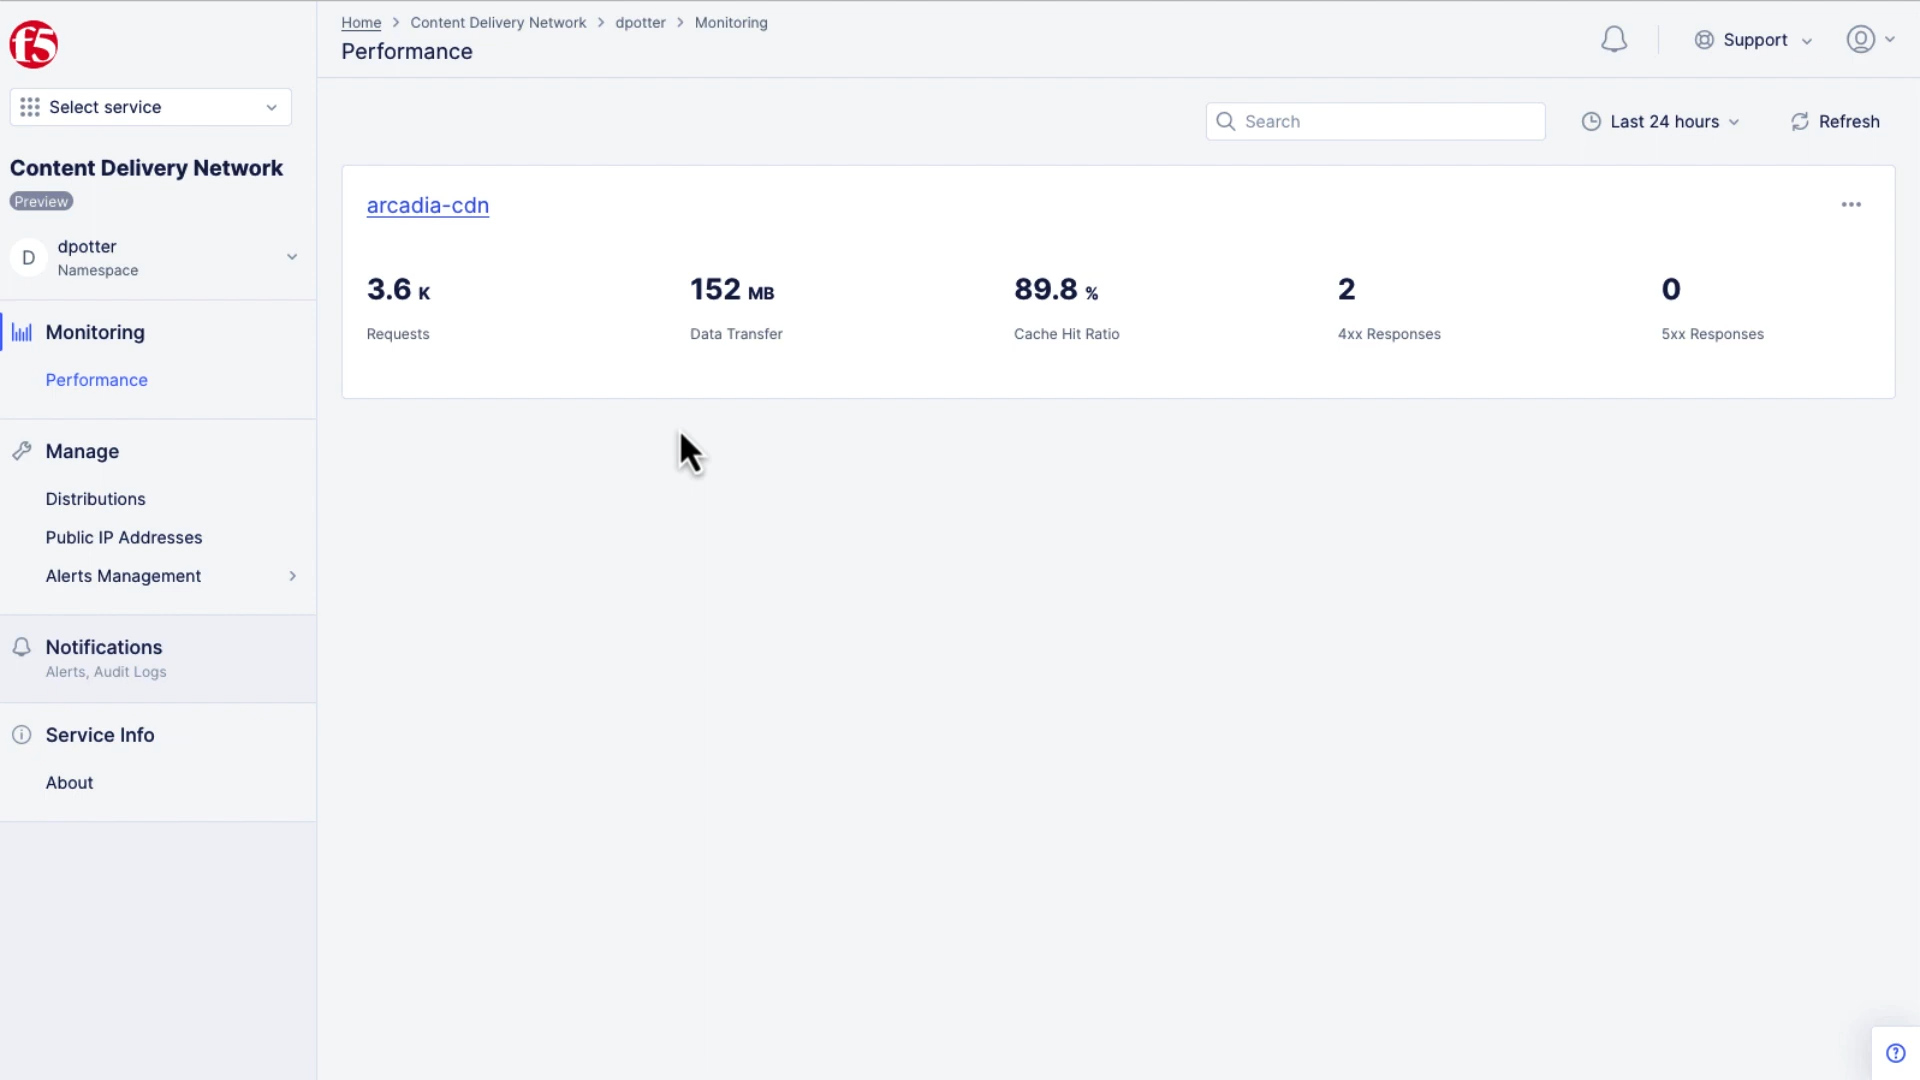 Home > Content Delivery Network > dpotter > Monitoring
Performance
Support
f5
Select service
Content Delivery Network
Preview
D
dpotter
Namespace
Monitoring
Performance
Manage
Distributions
Public IP Addresses
Alerts Management
Notifications
Alerts, Audit Logs
Service Info
About
Search
Last 24 hours
Refresh
arcadia-cdn
3.6 K
Requests
152 MB
Data Transfer
89.8 %
Cache Hit Ratio
2
4xx Responses
0
5xx Responses